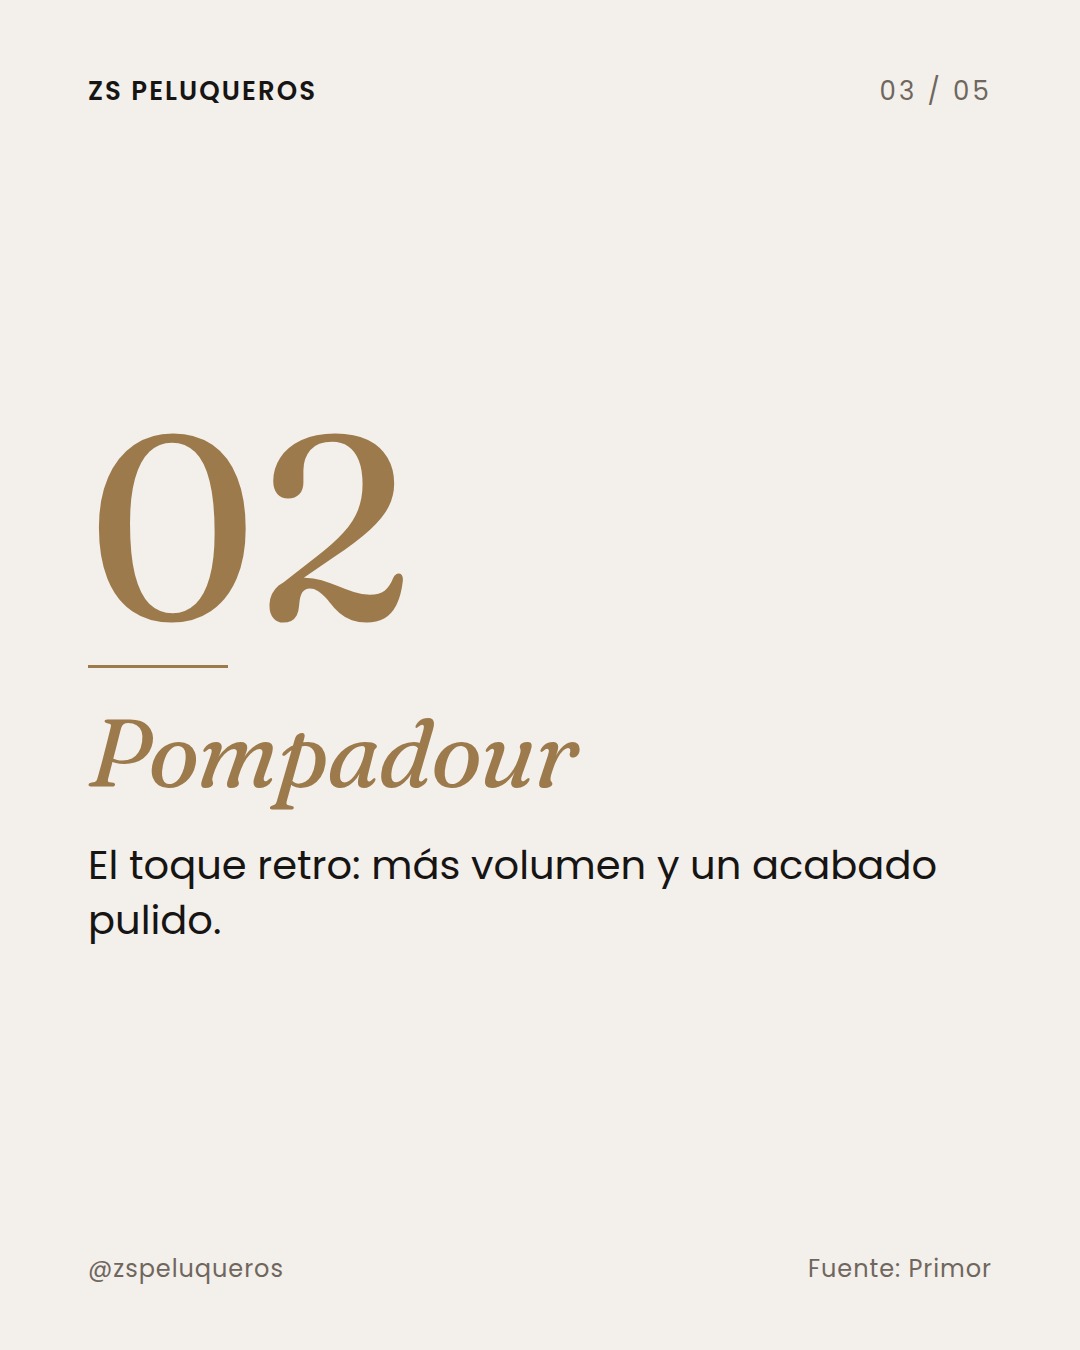 ZS PELUQUEROS
03 / 05
02
Pompadour
El toque retro: más volumen y un acabado
pulido.
@zspeluqueros
Fuente: Primor